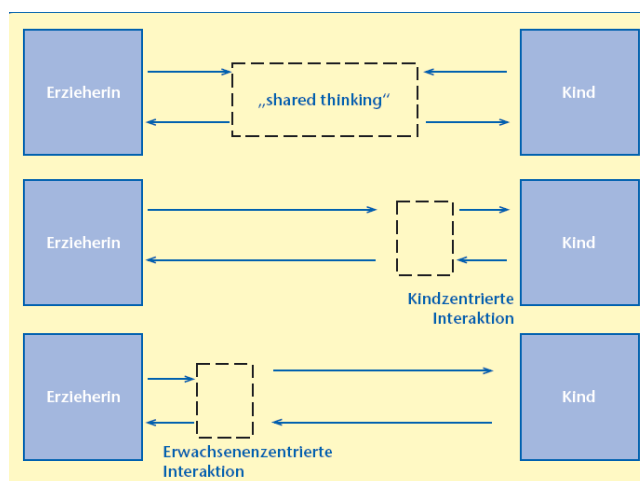 Erzieherin
„shared thinking“
Kind
Erzieherin
Kind
Kindzentrierte
Interaktion
Erzieherin
Kind
Erwachsenenzentrierte
Interaktion